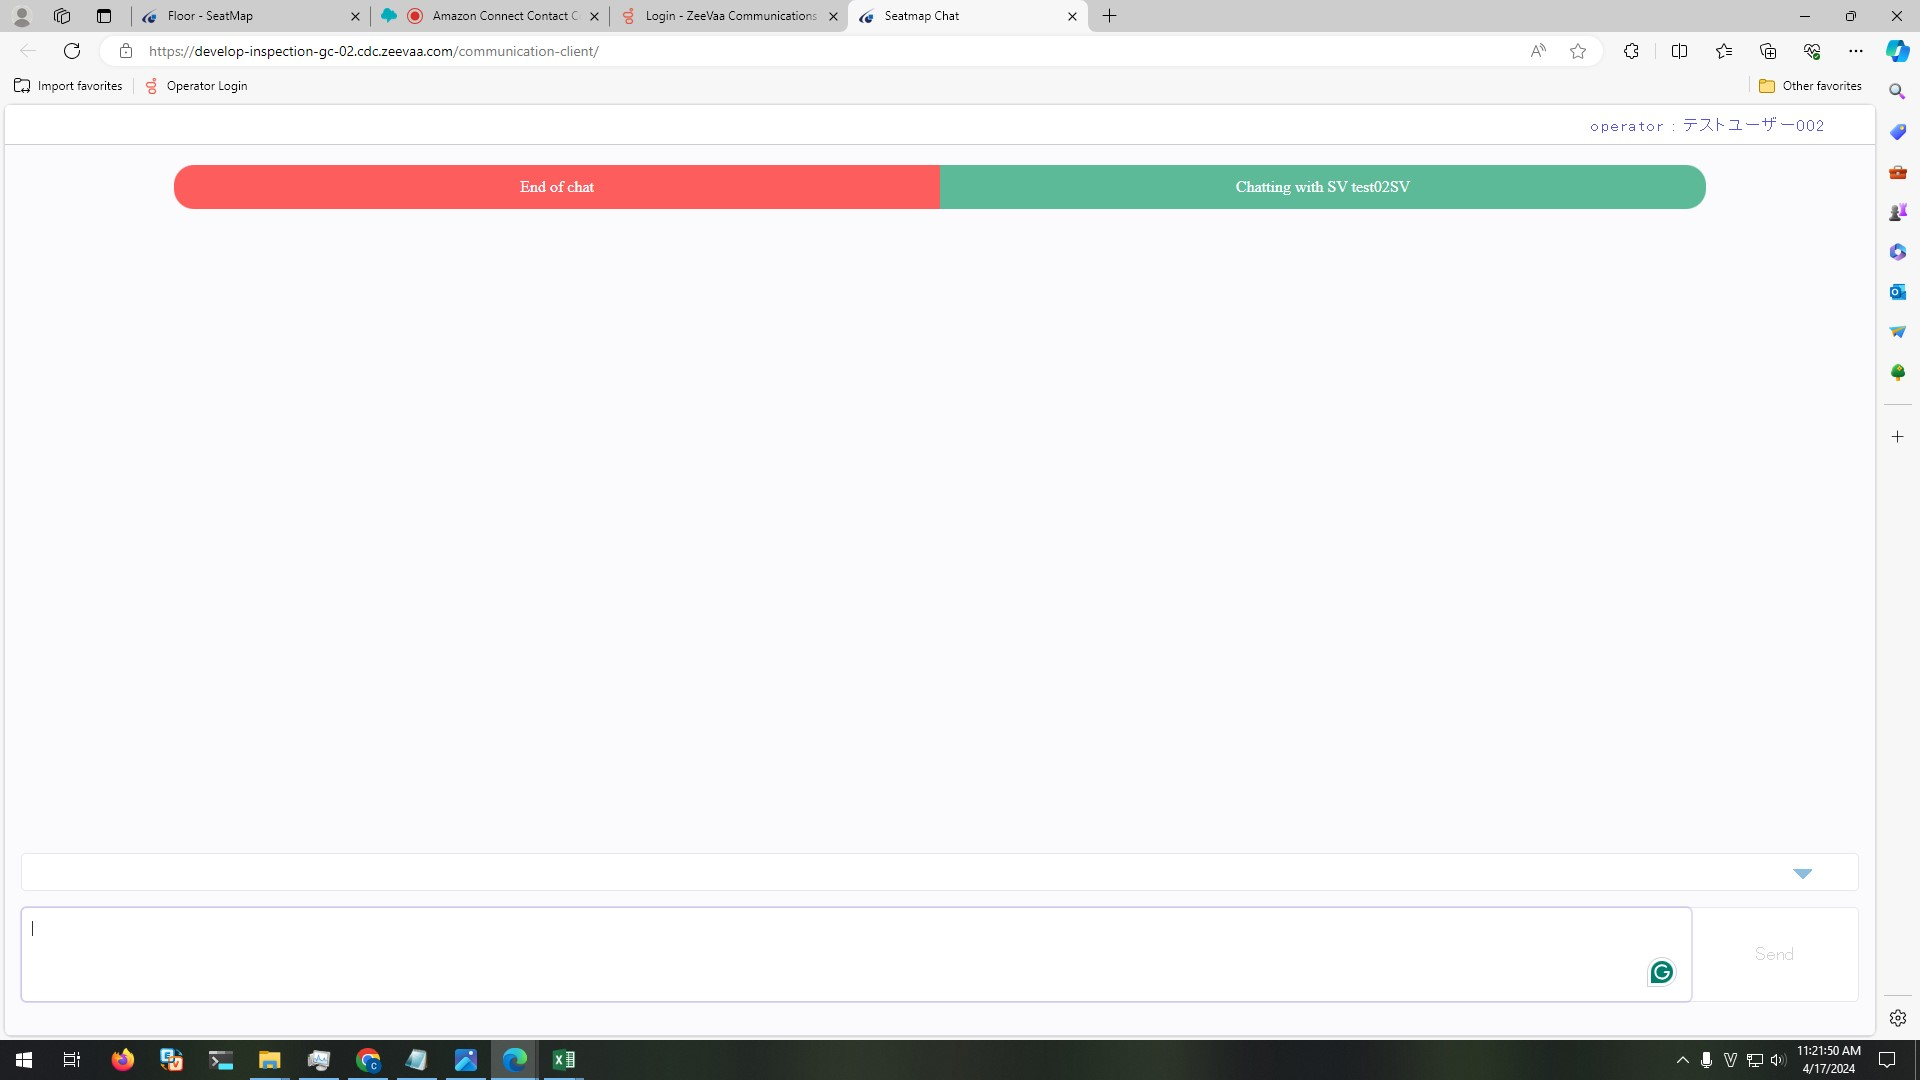 Floor - SeatMap
Amazon Connect Contact C
Login - ZeeVaa Communications
Seatmap Chat
https://develop-inspection-gc-02.cdc.zeevaa.com/communication-client/
Import favorites
Operator Login
Other favorites
operator : テストユーザー002
End of chat
Chatting with SV test02SV
Send
11:21:50 AM
4/17/2024